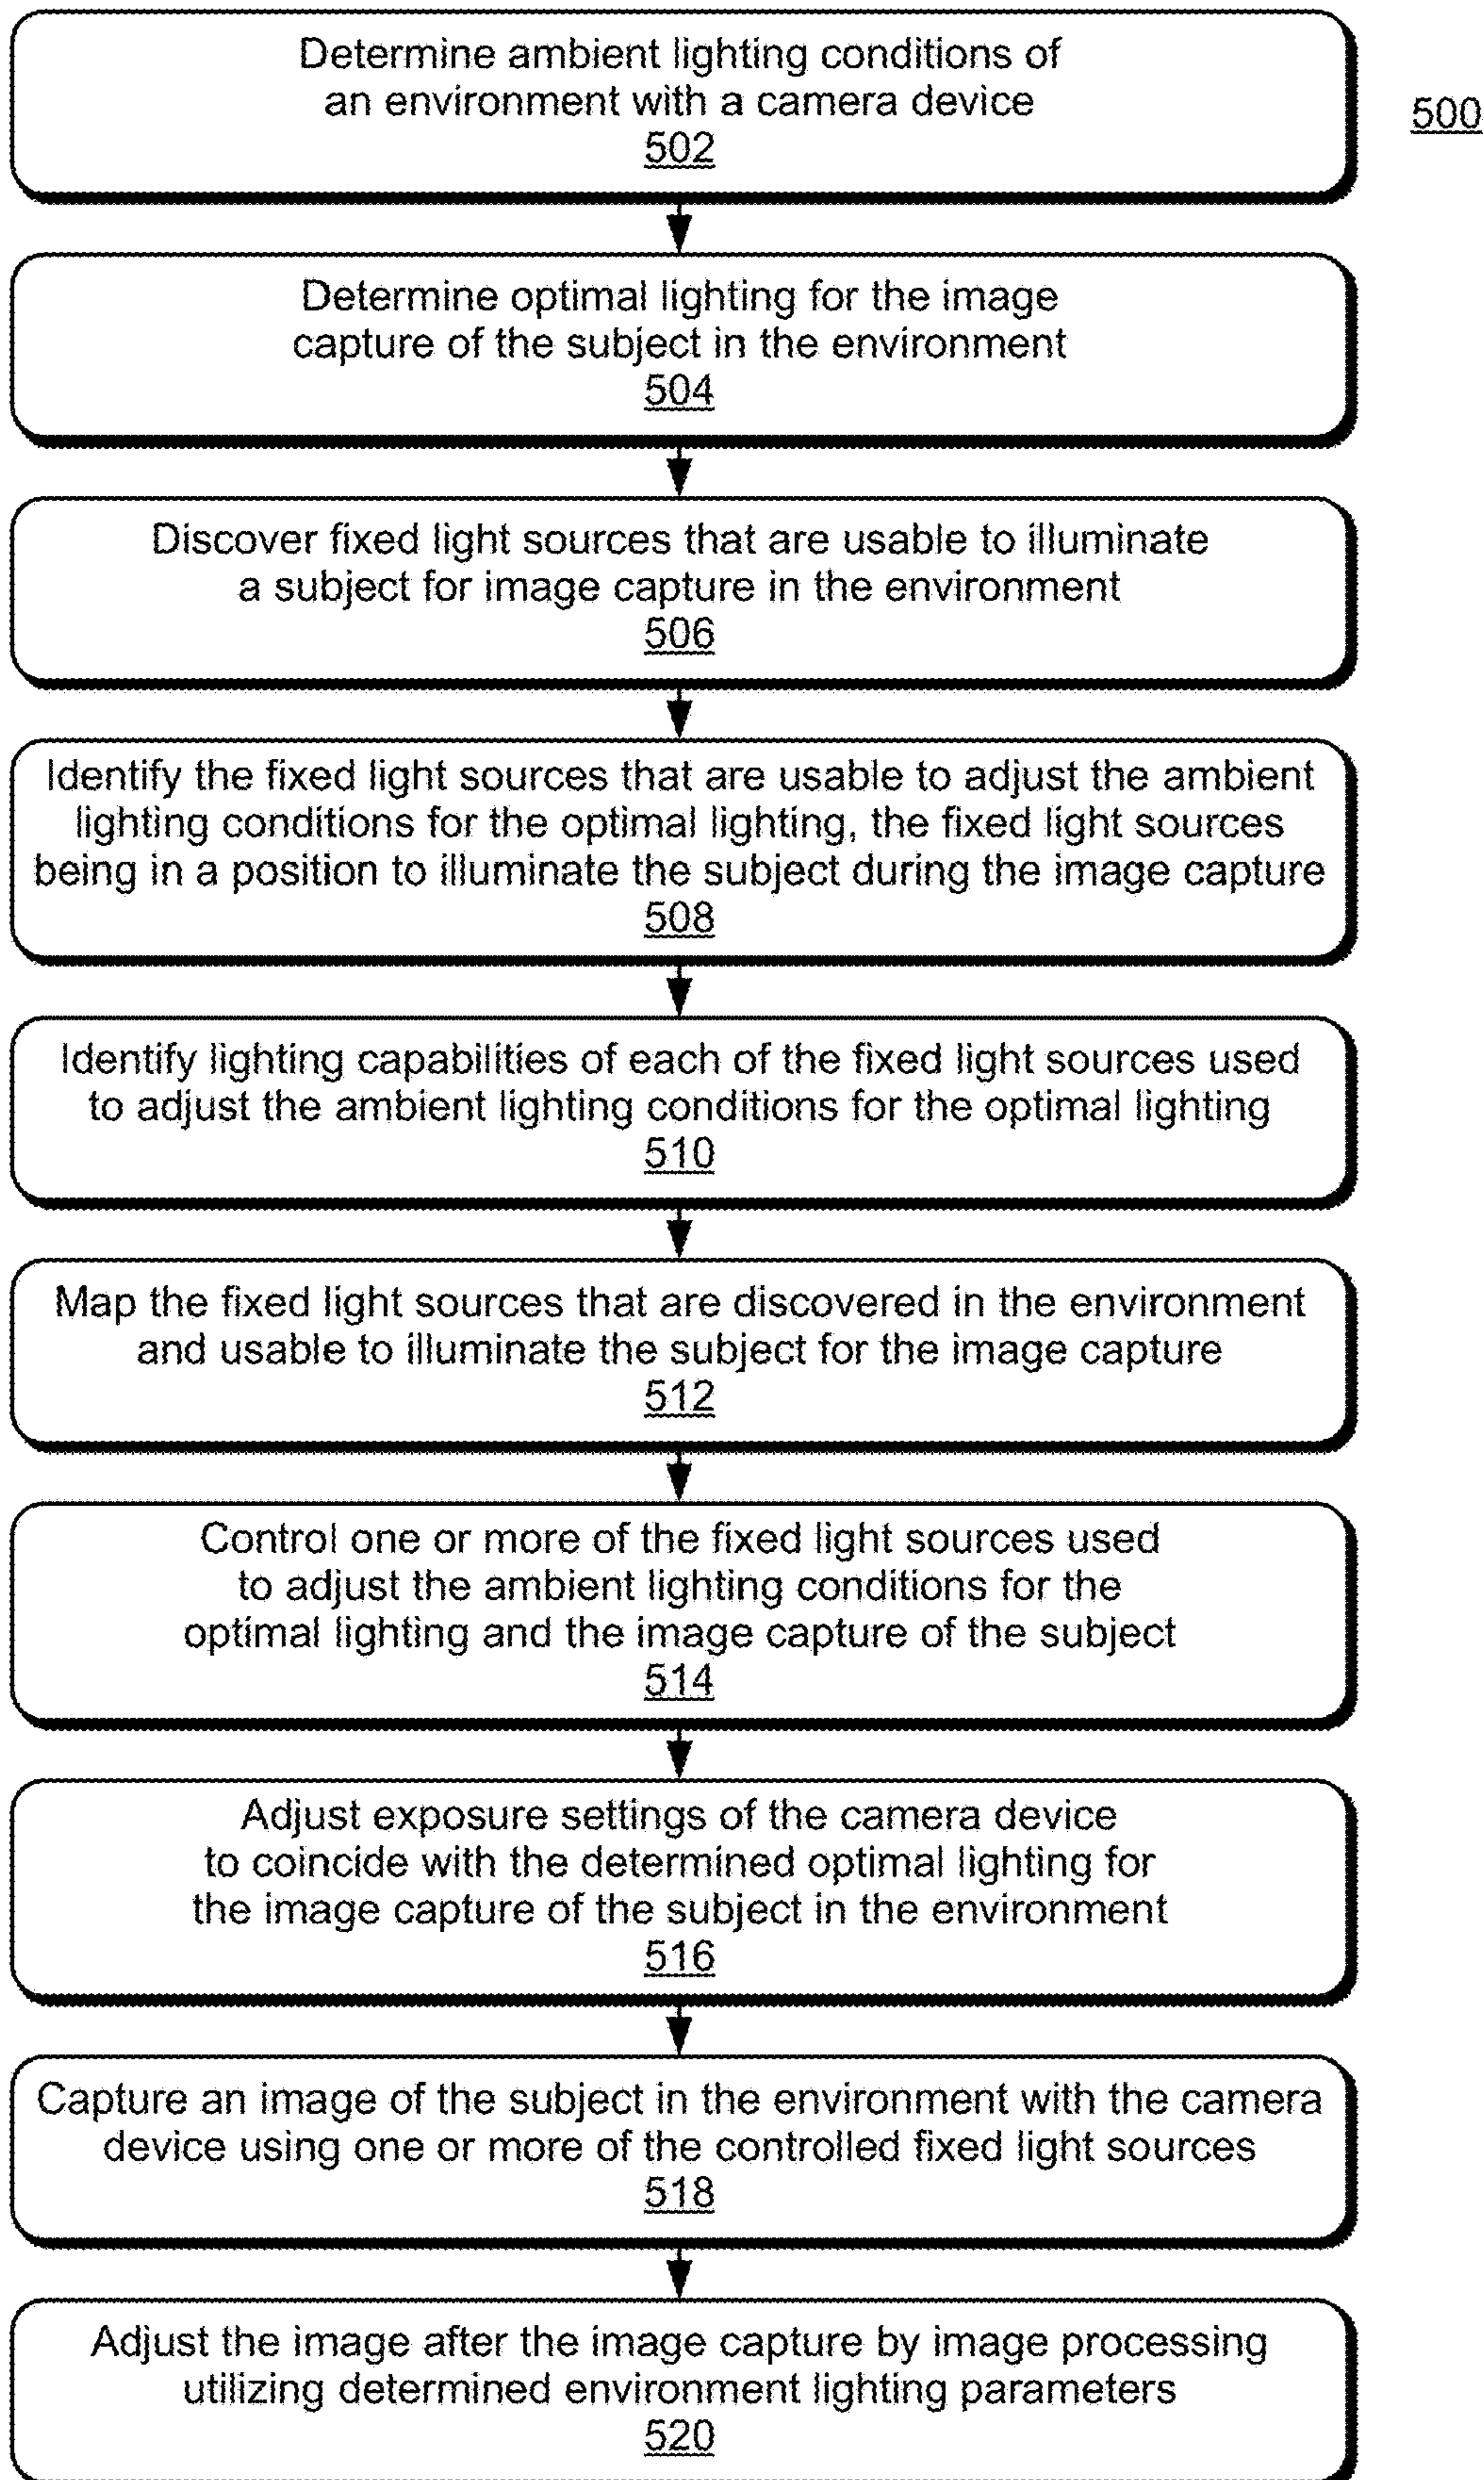 Determine ambient lighting conditions of
an environment with a camera device
502
500
Determine optimal lighting for the image
capture of the subject in the environment
504
Discover fixed light sources that are usable to illuminate
a subject for image capture in the environment
506
Identify the fixed light sources that are usable to adjust the ambient
lighting conditions for the optimal lighting, the fixed light sources
being in a position to illuminate the subject during the image capture
508
Identify lighting capabilities of each of the fixed light sources used
to adjust the ambient lighting conditions for the optimal lighting
510
Map the fixed light sources that are discovered in the environment
and usable to illuminate the subject for the image capture
512
Control one or more of the fixed light sources used
to adjust the ambient lighting conditions for the
optimal lighting and the image capture of the subject
514
Adjust exposure settings of the camera device
to coincide with the determined optimal lighting for
the image capture of the subject in the environment
516
Capture an image of the subject in the environment with the camera
device using one or more of the controlled fixed light sources
518
Adjust the image after the image capture by image processing
utilizing determined environment lighting parameters
520